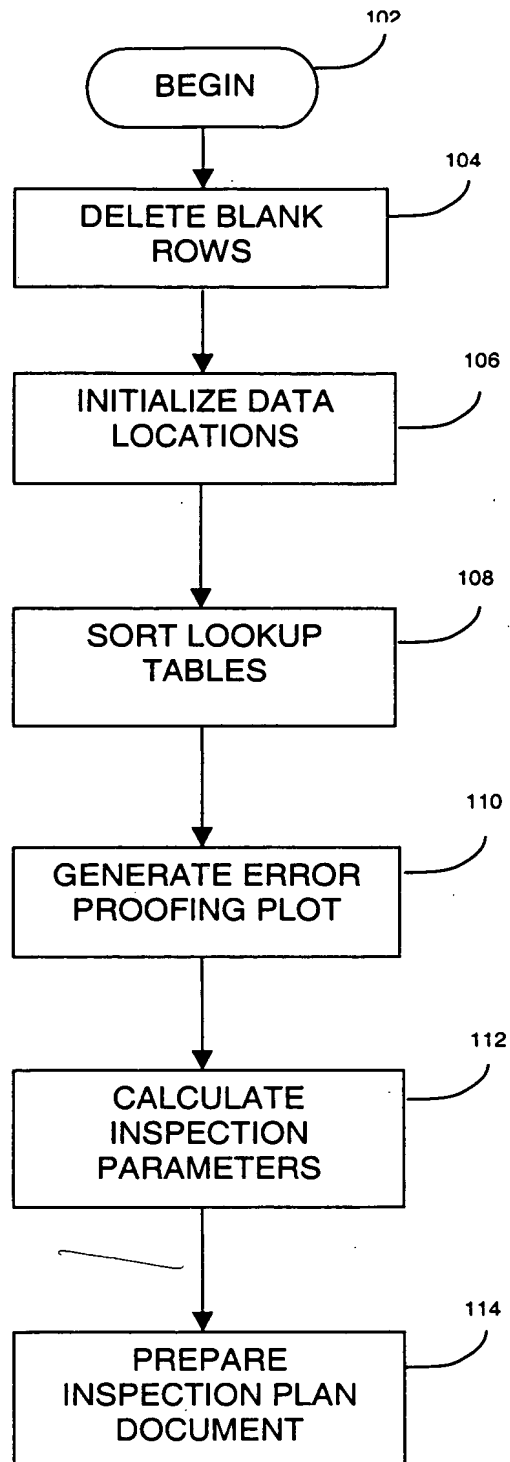 102
BEGIN
104
DELETE BLANK
ROWS
106
INITIALIZE DATA
LOCATIONS
108
SORT LOOKUP
TABLES
110
GENERATE ERROR
PROOFING PLOT
112
CALCULATE
INSPECTION
PARAMETERS
114
PREPARE
INSPECTION PLAN
DOCUMENT